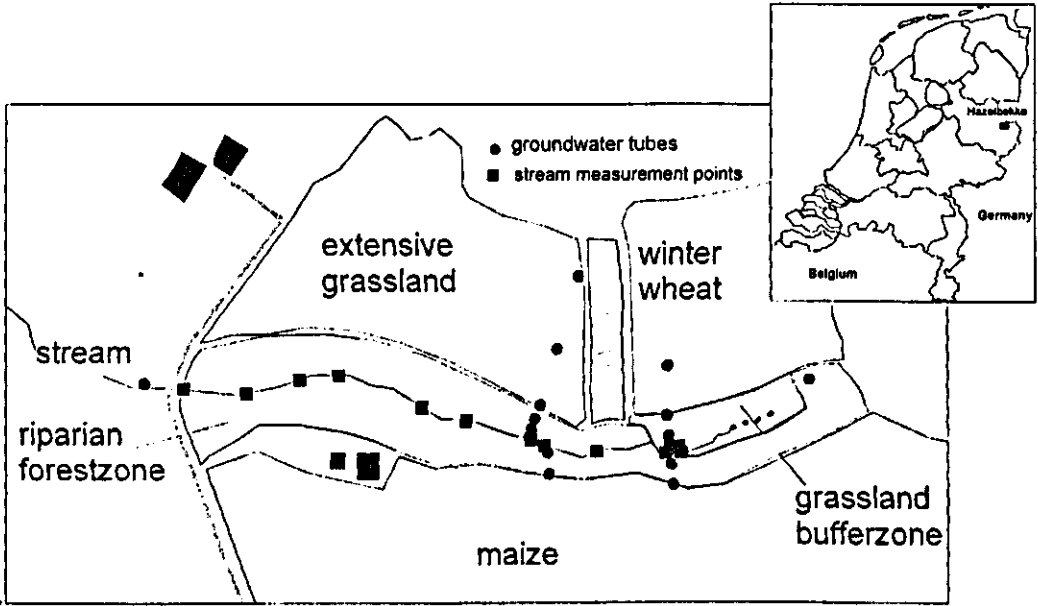 Hazelbekke
Germany
Belgium
groundwater tubes
stream measurement points
extensive
grassland
winter
wheat
stream
riparian
forestzone
grassland
bufferzone
maize